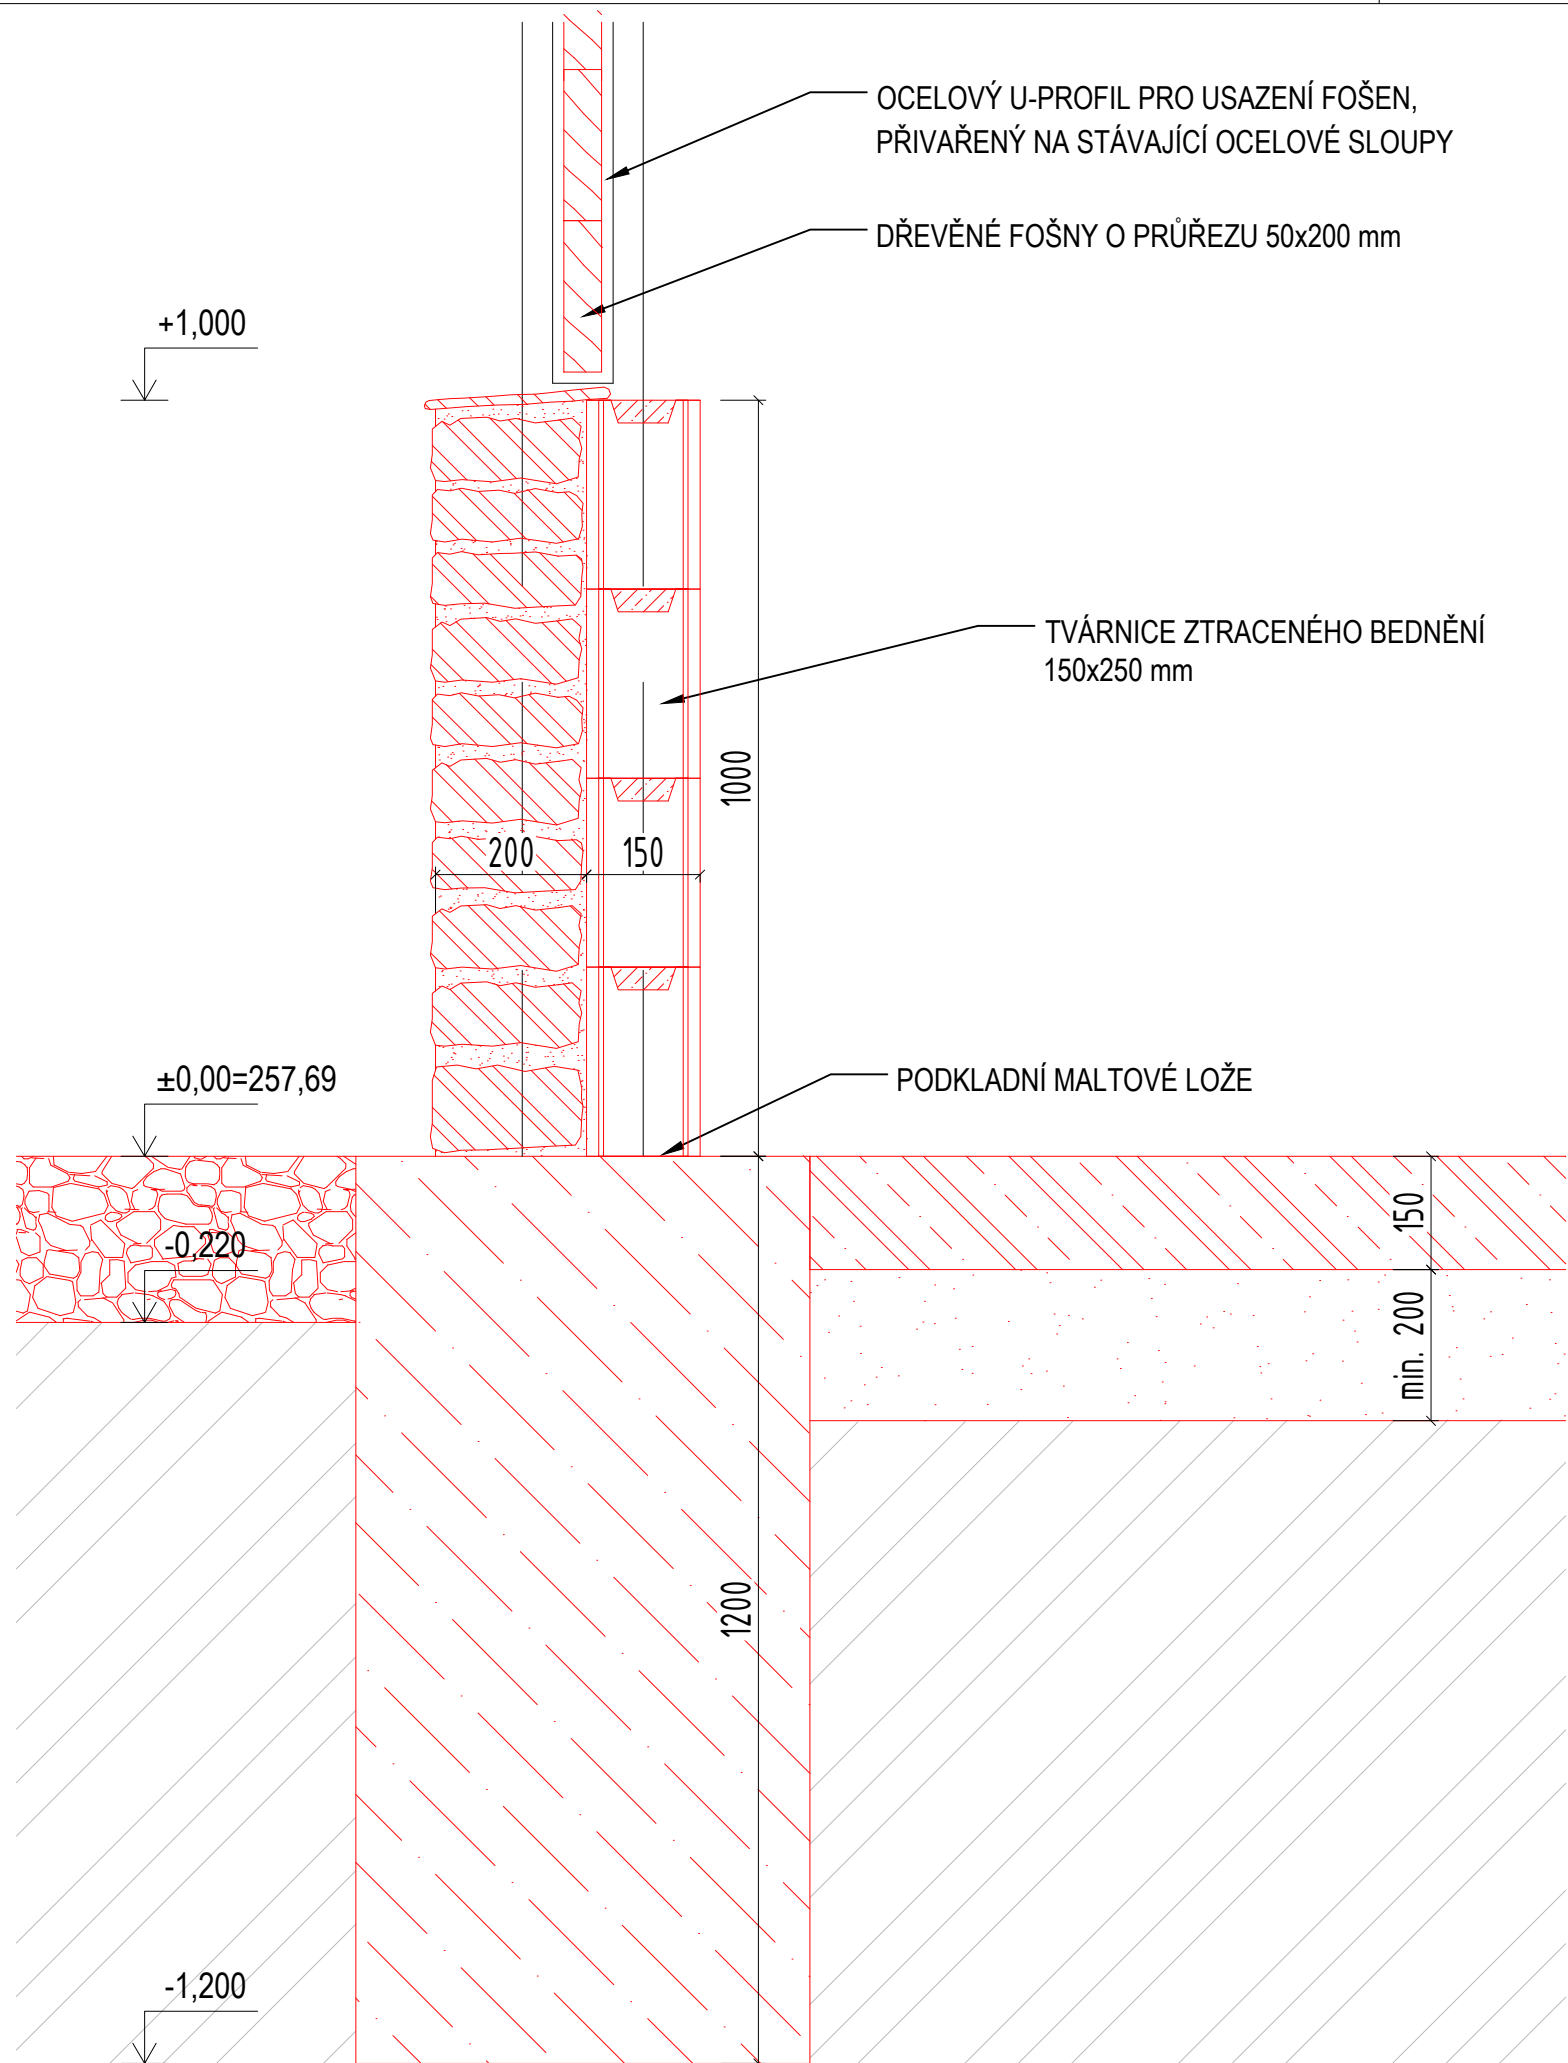 OCELOVÝ U-PROFIL PRO USAZENÍ FOŠEN,
PŘIVAŘENÝ NA STÁVAJÍCÍ OCELOVÉ SLOUPY
DŘEVĚNÉ FOŠNY O PRŮŘEZU 50x200 mm
+1,000
TVÁRNICE ZTRACENÉHO BEDNĚNÍ
150x250 mm
1000
200
150
±0,00=257,69
PODKLADNÍ MALTOVÉ LOŽE
150
-0,220
min. 200
1200
-1,200